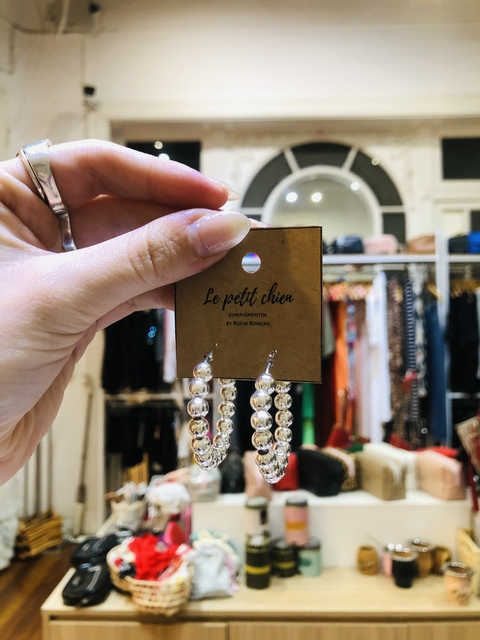 Le petit chien
COMPLEMENTOS
BY ROCIO ROMERO